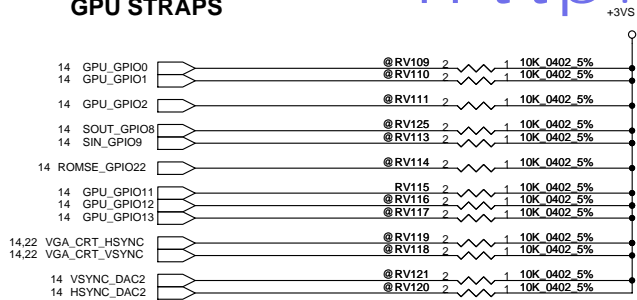 GPU STRAPS
http
+3VS
14 GPU_GPIO0 @RV109 2 1 10K_0402_5%
14 GPU_GPIO1 @RV110 2 1 10K_0402_5%
14 GPU_GPIO2 @RV111 2 1 10K_0402_5%
14 SOUT_GPIO8 @RV125 2 1 10K_0402_5%
14 SIN_GPIO9 @RV113 2 1 10K_0402_5%
14 ROMSE_GPIO22 @RV114 2 1 10K_0402_5%
14 GPU_GPIO11 RV115 2 1 10K_0402_5%
14 GPU_GPIO12 @RV116 2 1 10K_0402_5%
14 GPU_GPIO13 @RV117 2 1 10K_0402_5%
14,22 VGA_CRT_HSYNC @RV119 2 1 10K_0402_5%
14,22 VGA_CRT_VSYNC @RV118 2 1 10K_0402_5%
14 VSYNC_DAC2 @RV121 2 1 10K_0402_5%
14 HSYNC_DAC2 @RV120 2 1 10K_0402_5%